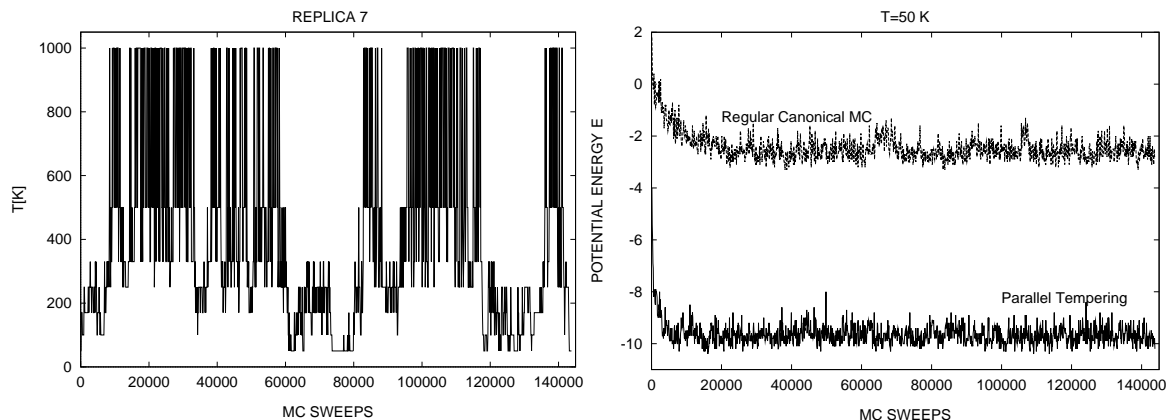 REPLICA 7
T[K]
1000
800
600
400
200
0
0 20000 40000 60000 80000 100000 120000 140000
MC SWEEPS
T=50 K
POTENTIAL ENERGY E
2
0
-2
-4
-6
-8
-10
Regular Canonical MC
Parallel Tempering
0 20000 40000 60000 80000 100000 120000 140000
MC SWEEPS